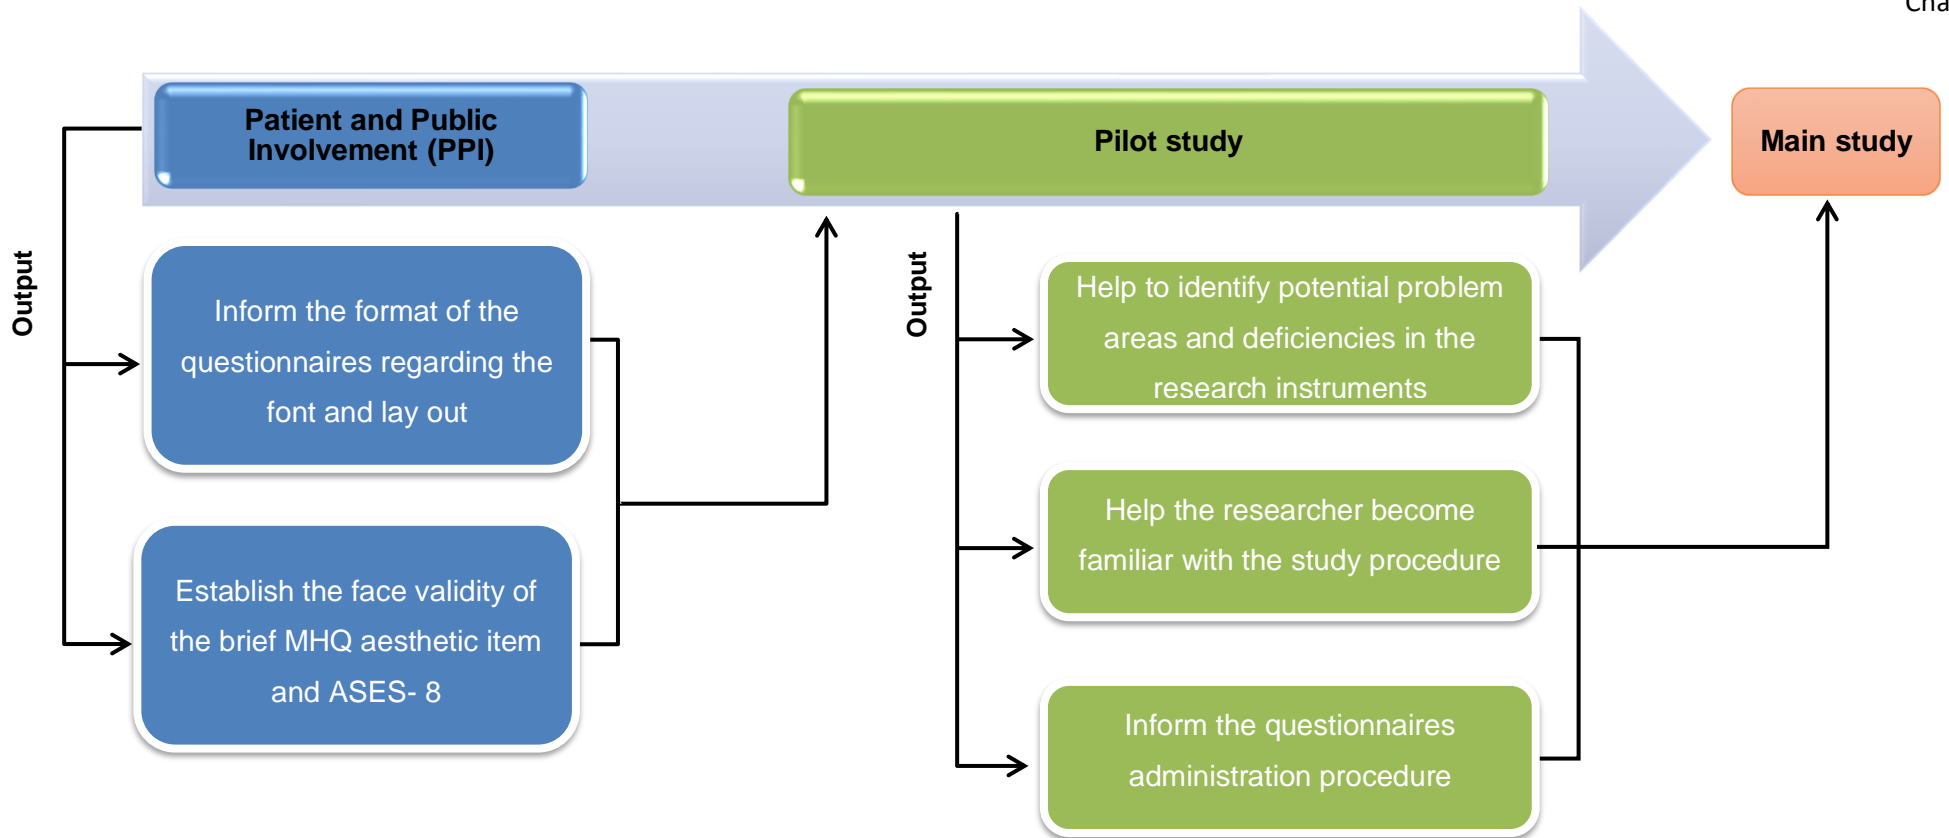 Cha
Patient and Public
Involvement (PPI)
Pilot study
Main study
Output
Inform the format of the
questionnaires regarding the
font and lay out
Establish the face validity of
the brief MHQ aesthetic item
and ASES- 8
Output
Help to identify potential problem
areas and deficiencies in the
research instruments
Help the researcher become
familiar with the study procedure
Inform the questionnaires
administration procedure